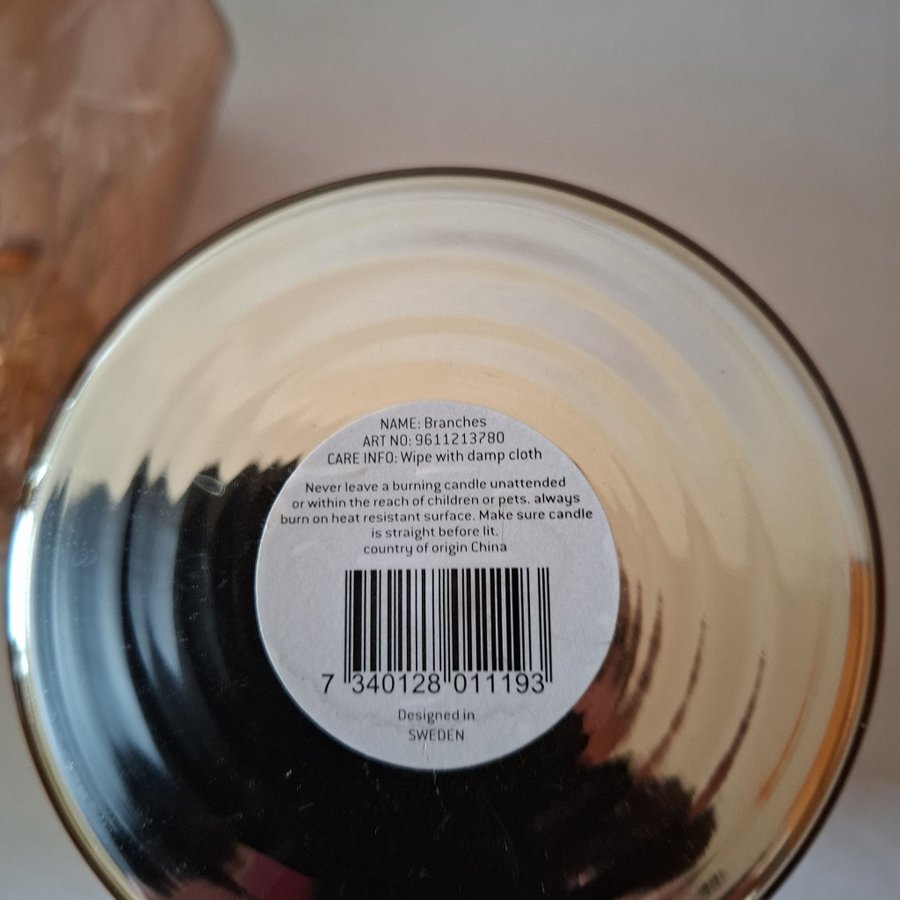 NAME: Branches
ART NO: 9611213780
CARE INFO: Wipe with damp cloth
Never leave a burning candle unattended
or within the reach of children or pets. always
burn on heat resistant surface. Make sure candle
is straight before lit.
country of origin China
7 340128 011193
Designed in
SWEDEN